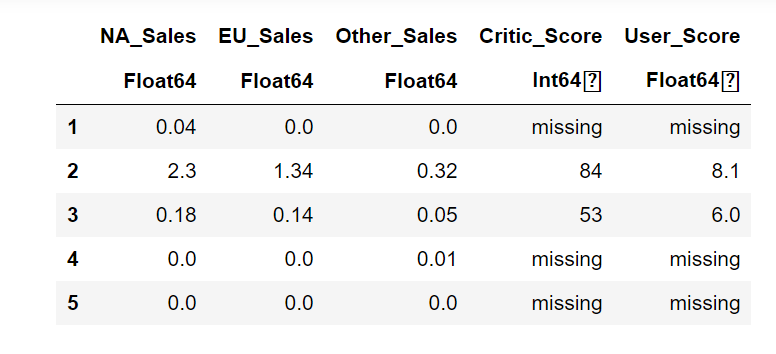 NA_Sales EU_Sales Other_Sales Critic_Score User_Score
Float64 Float64 Float64 Int64⍰ Float64⍰
1 0.04 0.0 0.0 missing missing
2 2.3 1.34 0.32 84 8.1
3 0.18 0.14 0.05 53 6.0
4 0.0 0.0 0.01 missing missing
5 0.0 0.0 0.0 missing missing